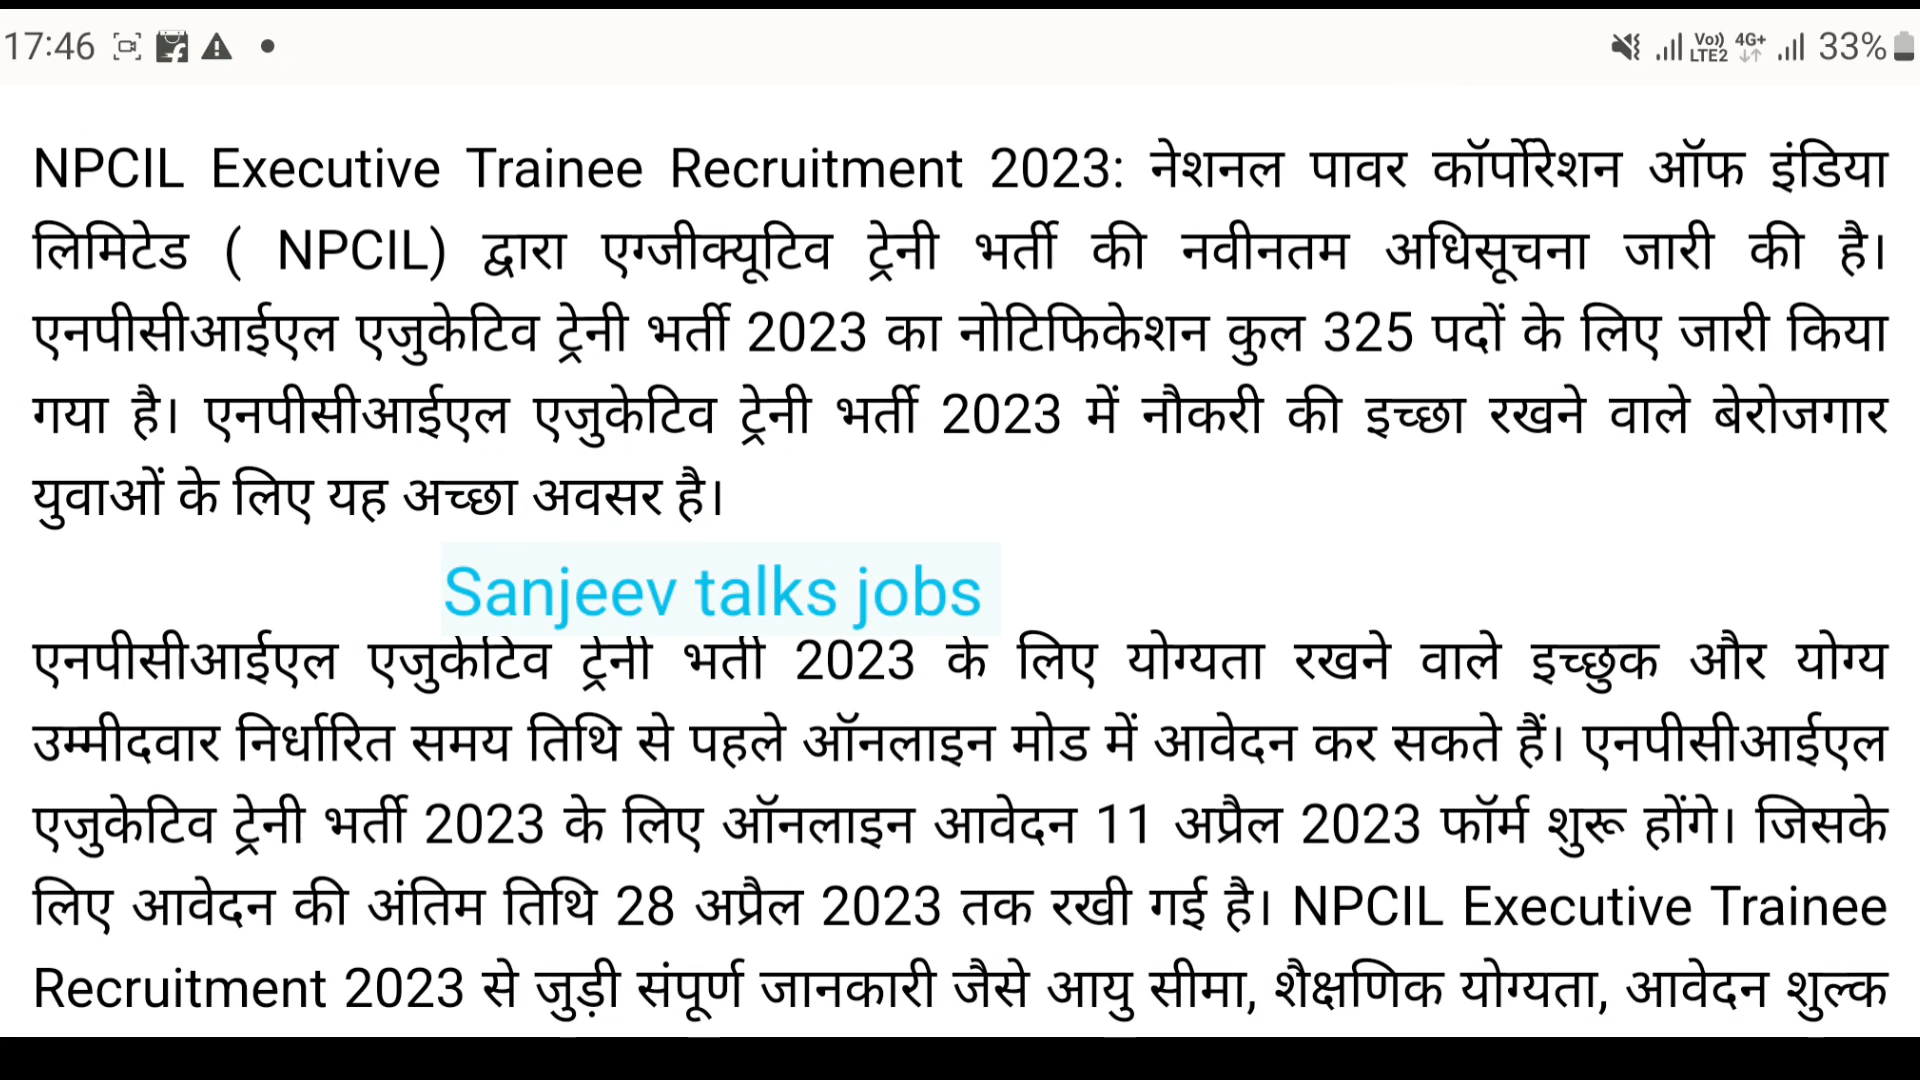 17:46
Vo)) LTE2 4G+ 33%
NPCIL Executive Trainee Recruitment 2023: नेशनल पावर कॉर्पोरेशन ऑफ इंडिया
लिमिटेड ( NPCIL) द्वारा एग्जीक्यूटिव ट्रेनी भर्ती की नवीनतम अधिसूचना जारी की है।
एनपीसीआईएल एजुकेटिव ट्रेनी भर्ती 2023 का नोटिफिकेशन कुल 325 पदों के लिए जारी किया
गया है। एनपीसीआईएल एजुकेटिव ट्रेनी भर्ती 2023 में नौकरी की इच्छा रखने वाले बेरोजगार
युवाओं के लिए यह अच्छा अवसर है।
Sanjeev talks jobs
एनपीसीआईएल एजुकेटिव ट्रेनी भर्ती 2023 के लिए योग्यता रखने वाले इच्छुक और योग्य
उम्मीदवार निर्धारित समय तिथि से पहले ऑनलाइन मोड में आवेदन कर सकते हैं। एनपीसीआईएल
एजुकेटिव ट्रेनी भर्ती 2023 के लिए ऑनलाइन आवेदन 11 अप्रैल 2023 फॉर्म शुरू होंगे। जिसके
लिए आवेदन की अंतिम तिथि 28 अप्रैल 2023 तक रखी गई है। NPCIL Executive Trainee
Recruitment 2023 से जुड़ी संपूर्ण जानकारी जैसे आयु सीमा, शैक्षणिक योग्यता, आवेदन शुल्क